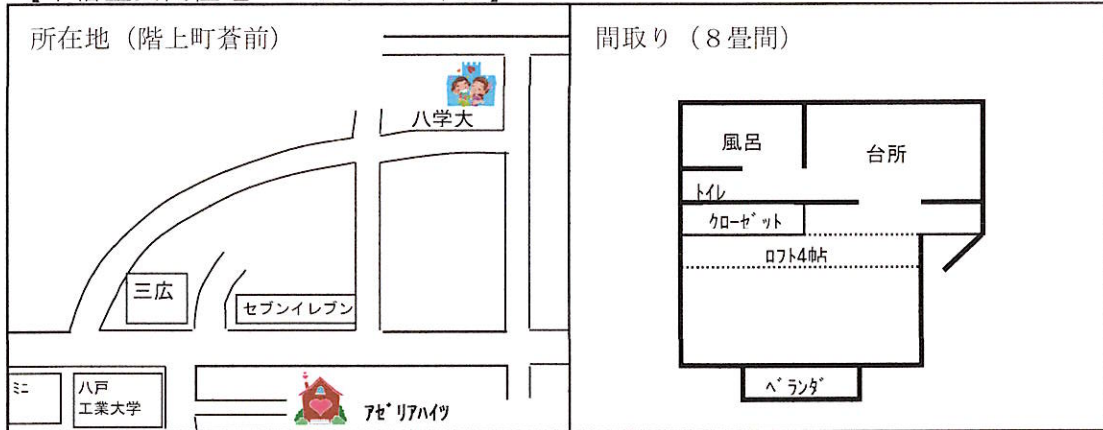 所在地（階上町蒼前）
八学大
三広
セブンイレブン
ミニ
八戸
工業大学
アゼリアハイツ
間取り（８畳間）
風呂
台所
トイレ
クローゼット
ロフト4帖
ベランダ